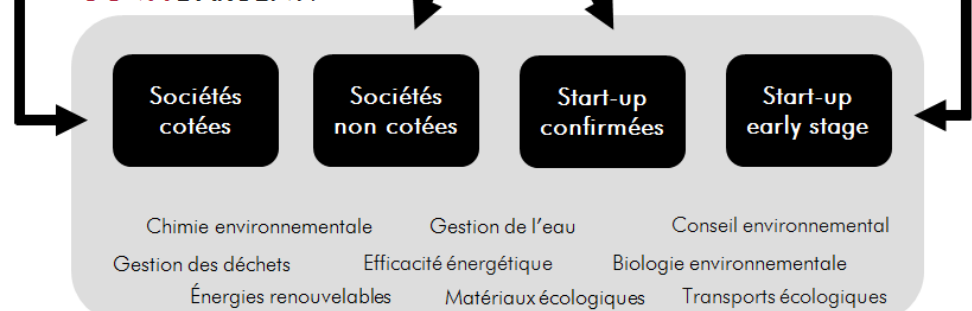 Sociétés
cotées
Sociétés
non cotées
Start-up
confirmées
Start-up
early stage
Chimie environnementale
Gestion de l'eau
Conseil environnemental
Gestion des déchets
Efficacité énergétique
Biologie environnementale
Énergies renouvelables
Matériaux écologiques
Transports écologiques